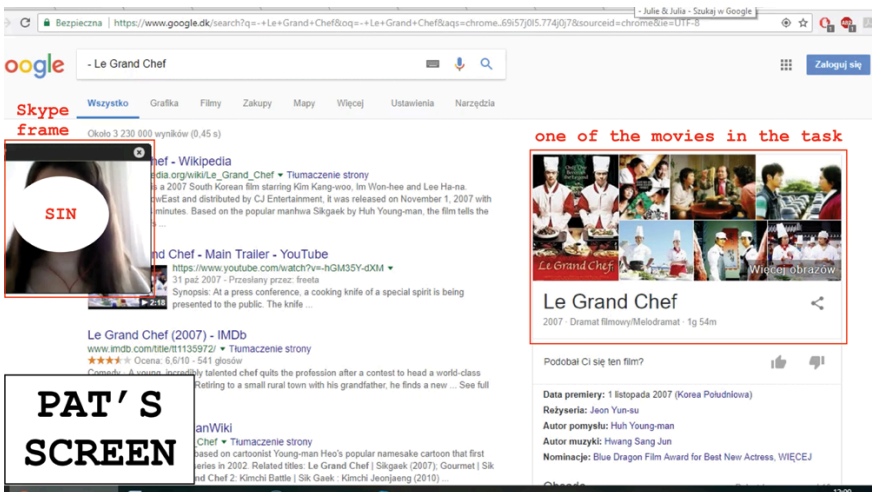 - Julie & Julia - Szukaj w Google
Bezpieczna | https://www.google.dk/search?q=-+Le+Grand+Chef&oq=-+Le+Grand+Chef&aqs=chrome..69i57j0l5.774j0j7&sourceid=chrome&ie=UTF-8
oogle
- Le Grand Chef
Zaloguj się
Wszystko Grafika Filmy Zakupy Mapy Więcej Ustawienia Narzędzia
Skype
frame
Około 3 230 000 wyników (0,45 s)
one of the movies in the task
SIN
hef - Wikipedia
dia.org/wiki/Le_Grand_Chef Tłumaczenie strony
is a 2007 South Korean film starring Kim Kang-woo, Im Won-hee and Lee Ha-na.
owEast and distributed by CJ Entertainment, it was released on November 1, 2007 with
minutes. Based on the popular manhwa Sikgaek by Huh Young-man, the film tells the
s ...
nd Chef - Main Trailer - YouTube
https://www.youtube.com/watch?v=-hGM35Y-dXM
31 paź 2007 - Przesłany przez: freeta
Synopsis: At a press conference, a cooking knife of a special spirit is being
presented to the public. The knife ...
2:18
Le Grand Chef (2007) - IMDb
www.imdb.com/title/tt1135972/ Tłumaczenie strony
Ocena: 6,6/10 - 541 głosów
Comedy · A young, incredibly talented chef quits the profession after a contest to head a world-class
Retiring to a small rural town with his grandfather, he finds a new ... See full
PAT'S
SCREEN
anWiki
_Chef Tłumaczenie strony
based on cartoonist Young-man Heo's popular namesake cartoon that first
series in 2002. Related titles: Le Grand Chef | Sikgaek (2007); Gourmet | Sik
nd Chef 2: Kimchi Battle | Sik Gaek : Kimchi Jeonjaeng (2010) ...
Le Grand Chef
Więcej obrazów
Le Grand Chef
2007 · Dramat filmowy/Melodramat · 1g 54m
Podobał Ci się ten film?
Data premiery: 1 listopada 2007 (Korea Południowa)
Reżyseria: Jeon Yun-su
Autor pomysłu: Huh Young-man
Autor muzyki: Hwang Sang Jun
Nominacje: Blue Dragon Film Award for Best New Actress, WIĘCEJ